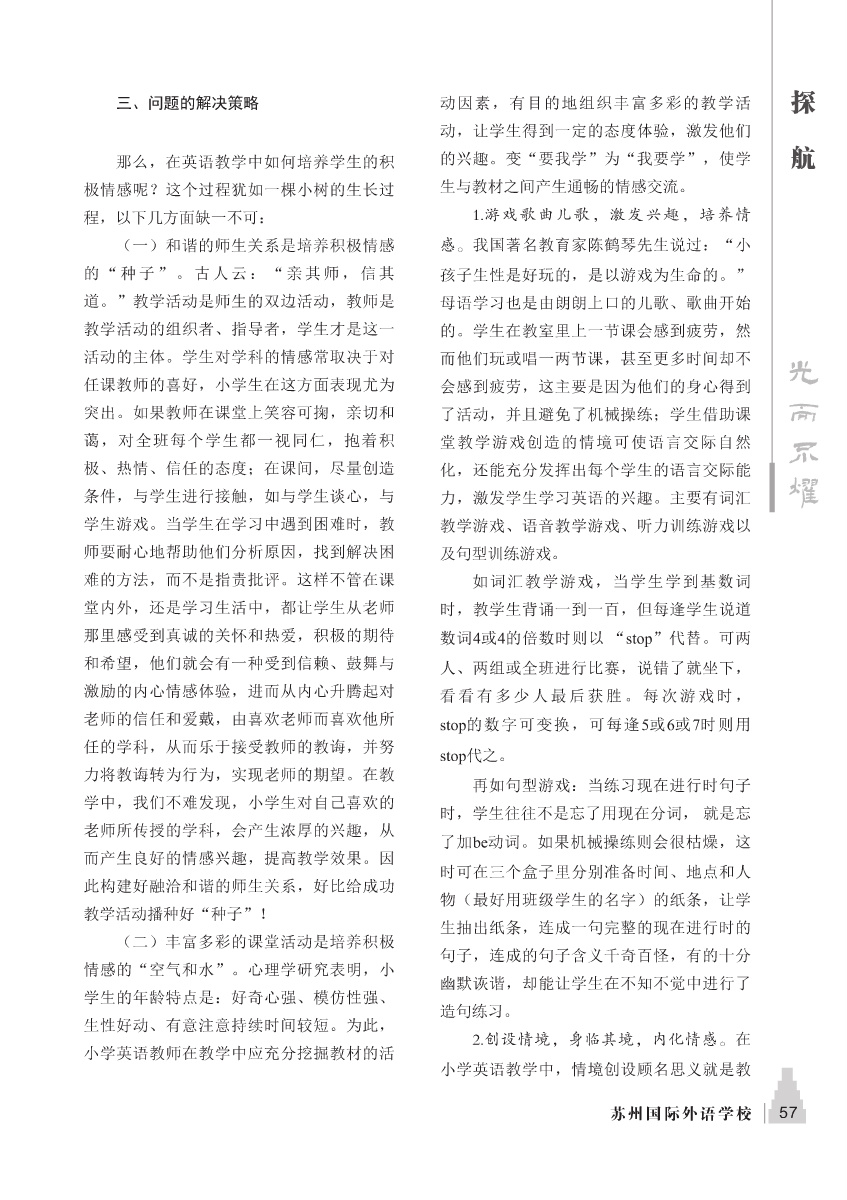 三、问题的解决策略
那么，在英语教学中如何培养学生的积
极情感呢？这个过程犹如一棵小树的生长过
程，以下几方面缺一不可：
（一）和谐的师生关系是培养积极情感
的“种子”。古人云：“亲其师，信其
道。”教学活动是师生的双边活动，教师是
教学活动的组织者、指导者，学生才是这一
活动的主体。学生对学科的情感常取决于对
任课教师的喜好，小学生在这方面表现尤为
突出。如果教师在课堂上笑容可掬，亲切和
蔼，对全班每个学生都一视同仁，抱着积
极、热情、信任的态度；在课间，尽量创造
条件，与学生进行接触，如与学生谈心，与
学生游戏。当学生在学习中遇到困难时，教
师要耐心地帮助他们分析原因，找到解决困
难的方法，而不是指责批评。这样不管在课
堂内外，还是学习生活中，都让学生从老师
那里感受到真诚的关怀和热爱，积极的期待
和希望，他们就会有一种受到信赖、鼓舞与
激励的内心情感体验，进而从内心升腾起对
老师的信任和爱戴，由喜欢老师而喜欢他所
任的学科，从而乐于接受教师的教诲，并努
力将教诲转为行为，实现老师的期望。在教
学中，我们不难发现，小学生对自己喜欢的
老师所传授的学科，会产生浓厚的兴趣，从
而产生良好的情感兴趣，提高教学效果。因
此构建好融洽和谐的师生关系，好比给成功
教学活动播种好“种子”！
（二）丰富多彩的课堂活动是培养积极
情感的“空气和水”。心理学研究表明，小
学生的年龄特点是：好奇心强、模仿性强、
生性好动、有意注意持续时间较短。为此，
小学英语教师在教学中应充分挖掘教材的活
动因素，有目的地组织丰富多彩的教学活
动，让学生得到一定的态度体验，激发他们
的兴趣。变“要我学”为“我要学”，使学
生与教材之间产生通畅的情感交流。
1.游戏歌曲儿歌，激发兴趣，培养情
感。我国著名教育家陈鹤琴先生说过：“小
孩子生性是好玩的，是以游戏为生命的。”
母语学习也是由朗朗上口的儿歌、歌曲开始
的。学生在教室里上一节课会感到疲劳，然
而他们玩或唱一两节课，甚至更多时间却不
会感到疲劳，这主要是因为他们的身心得到
了活动，并且避免了机械操练；学生借助课
堂教学游戏创造的情境可使语言交际自然
化，还能充分发挥出每个学生的语言交际能
力，激发学生学习英语的兴趣。主要有词汇
教学游戏、语音教学游戏、听力训练游戏以
及句型训练游戏。
如词汇教学游戏，当学生学到基数词
时，教学生背诵一到一百，但每逢学生说道
数词4或4的倍数时则以 “stop”代替。可两
人、两组或全班进行比赛，说错了就坐下，
看看有多少人最后获胜。每次游戏时，
stop的数字可变换，可每逢5或6或7时则用
stop代之。
再如句型游戏：当练习现在进行时句子
时，学生往往不是忘了用现在分词， 就是忘
了加be动词。如果机械操练则会很枯燥，这
时可在三个盒子里分别准备时间、地点和人
物（最好用班级学生的名字）的纸条，让学
生抽出纸条，连成一句完整的现在进行时的
句子，连成的句子含义千奇百怪，有的十分
幽默诙谐，却能让学生在不知不觉中进行了
造句练习。
2.创设情境，身临其境，内化情感。在
小学英语教学中，情境创设顾名思义就是教
探航
光而不耀
苏州国际外语学校 57